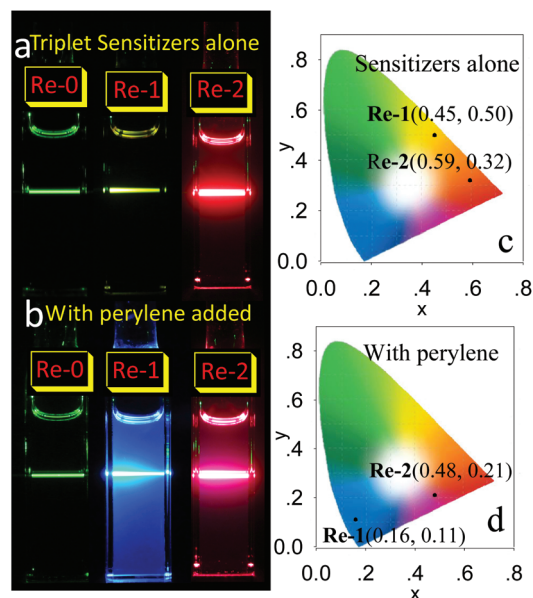 a Triplet Sensitizers alone
Re-0
Re-1
Re-2
b With perylene added
Re-0
Re-1
Re-2
Sensitizers alone
Re-1(0.45, 0.50)
Re-2(0.59, 0.32)
c
y
.8
.6
.4
.2
0.0
0.0 .2 .4 .6 .8
x
With perylene
Re-2(0.48, 0.21)
Re-1(0.16, 0.11)
d
y
.8
.6
.4
.2
0.0
0.0 .2 .4 .6 .8
x